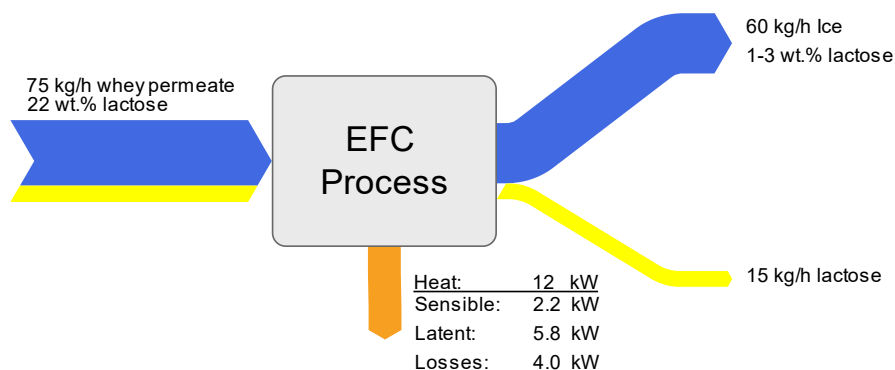 75 kg/h whey permeate
22 wt.% lactose
EFC
Process
60 kg/h Ice
1-3 wt.% lactose
15 kg/h lactose
Heat: 12 kW
Sensible: 2.2 kW
Latent: 5.8 kW
Losses: 4.0 kW